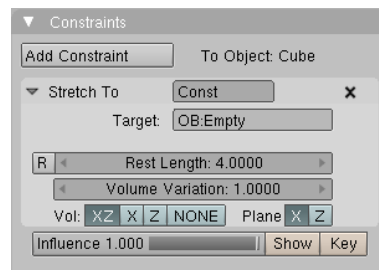 Constraints
Add Constraint To Object: Cube
Stretch To Const
Target: OB:Empty
R Rest Length: 4.0000
Volume Variation: 1.0000
Vol: XZ X Z NONE Plane X Z
Influence 1.000 Show Key